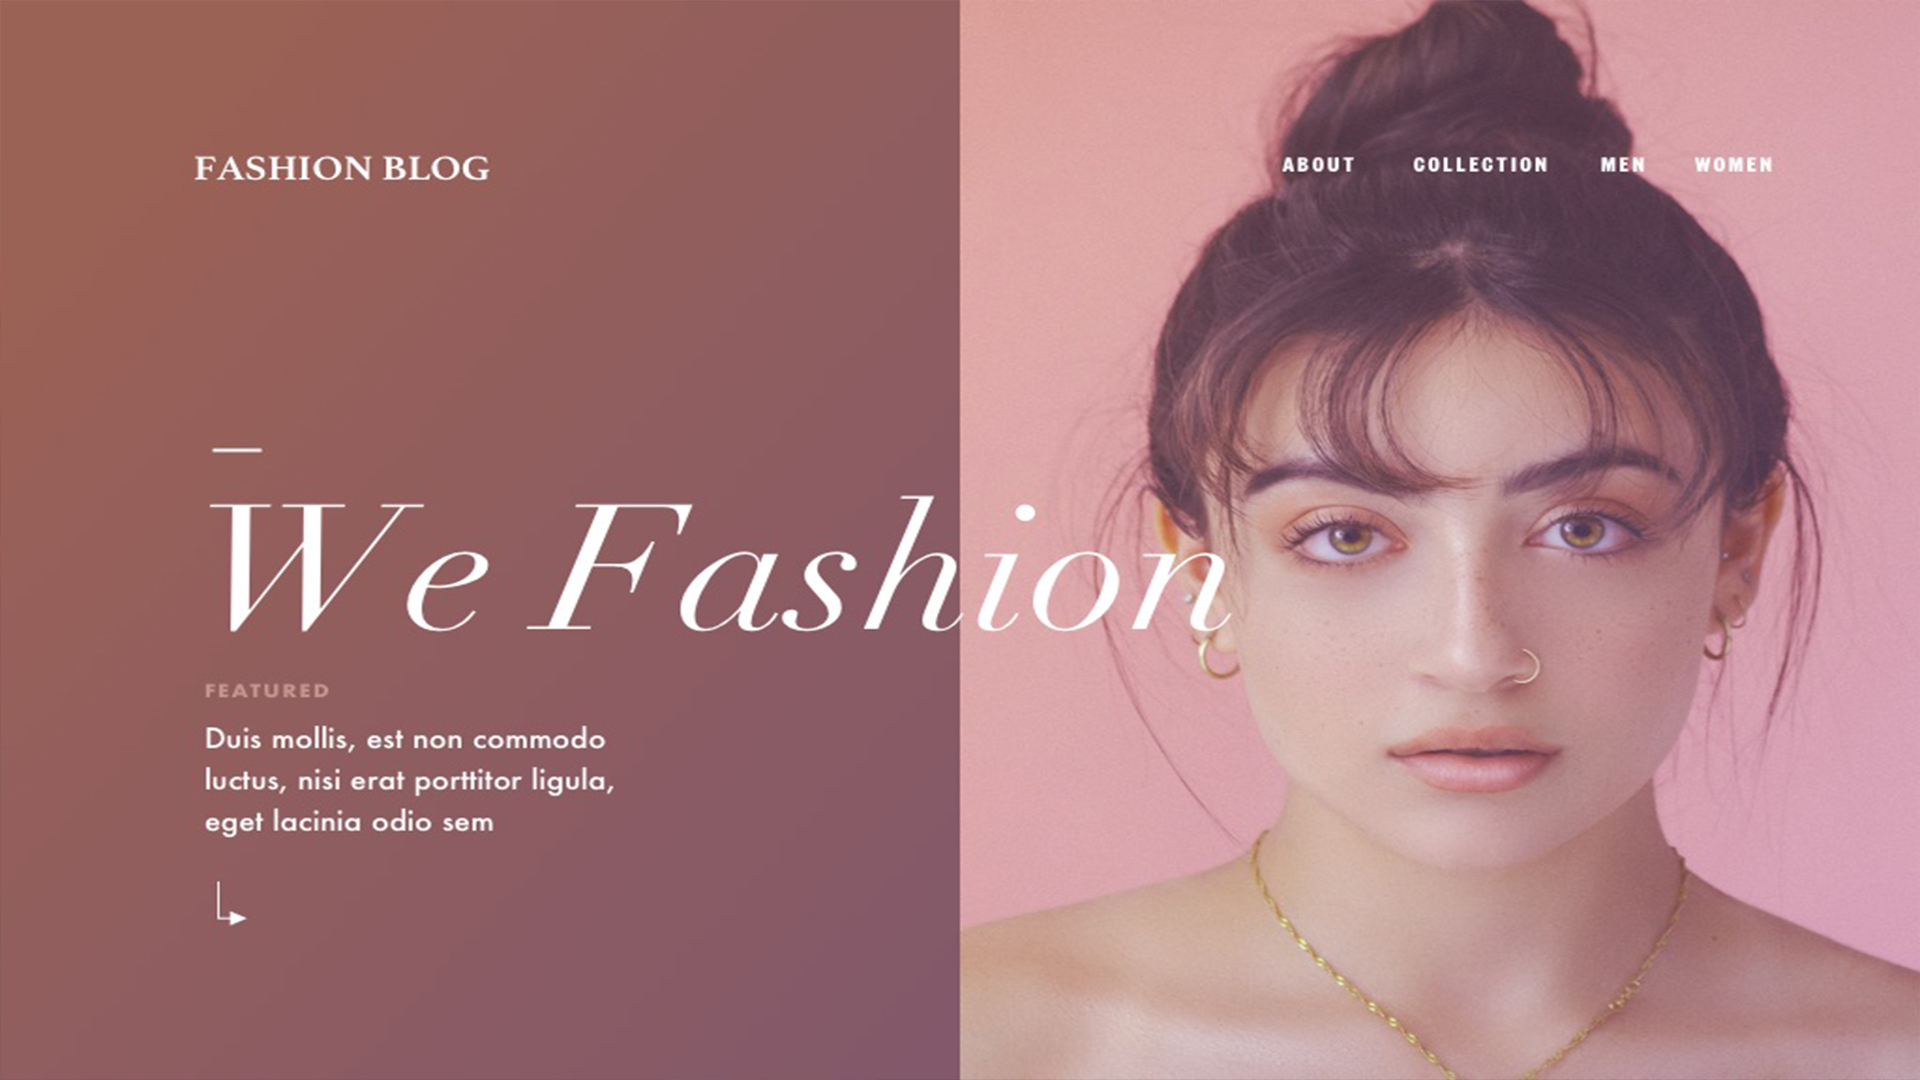 FASHION BLOG
ABOUT COLLECTION MEN WOMEN
We Fashion
FEATURED
Duis mollis, est non commodo
luctus, nisi erat porttitor ligula,
eget lacinia odio sem